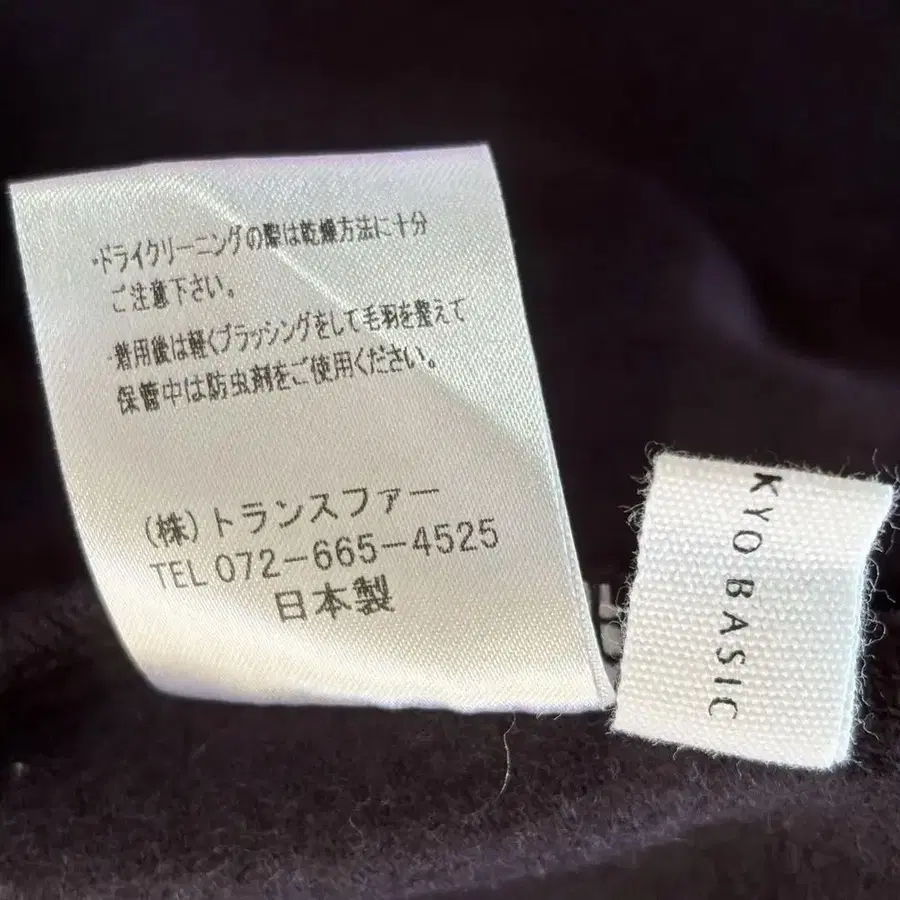 ・ドライクリーニングの際は乾燥方法に十分
ご注意下さい。
・着用後は軽くブラッシングをして毛羽を整えて
保管中は防虫剤をご使用ください。
(株)トランスファー
TEL 072-665-4525
日本製
KYO BASIC